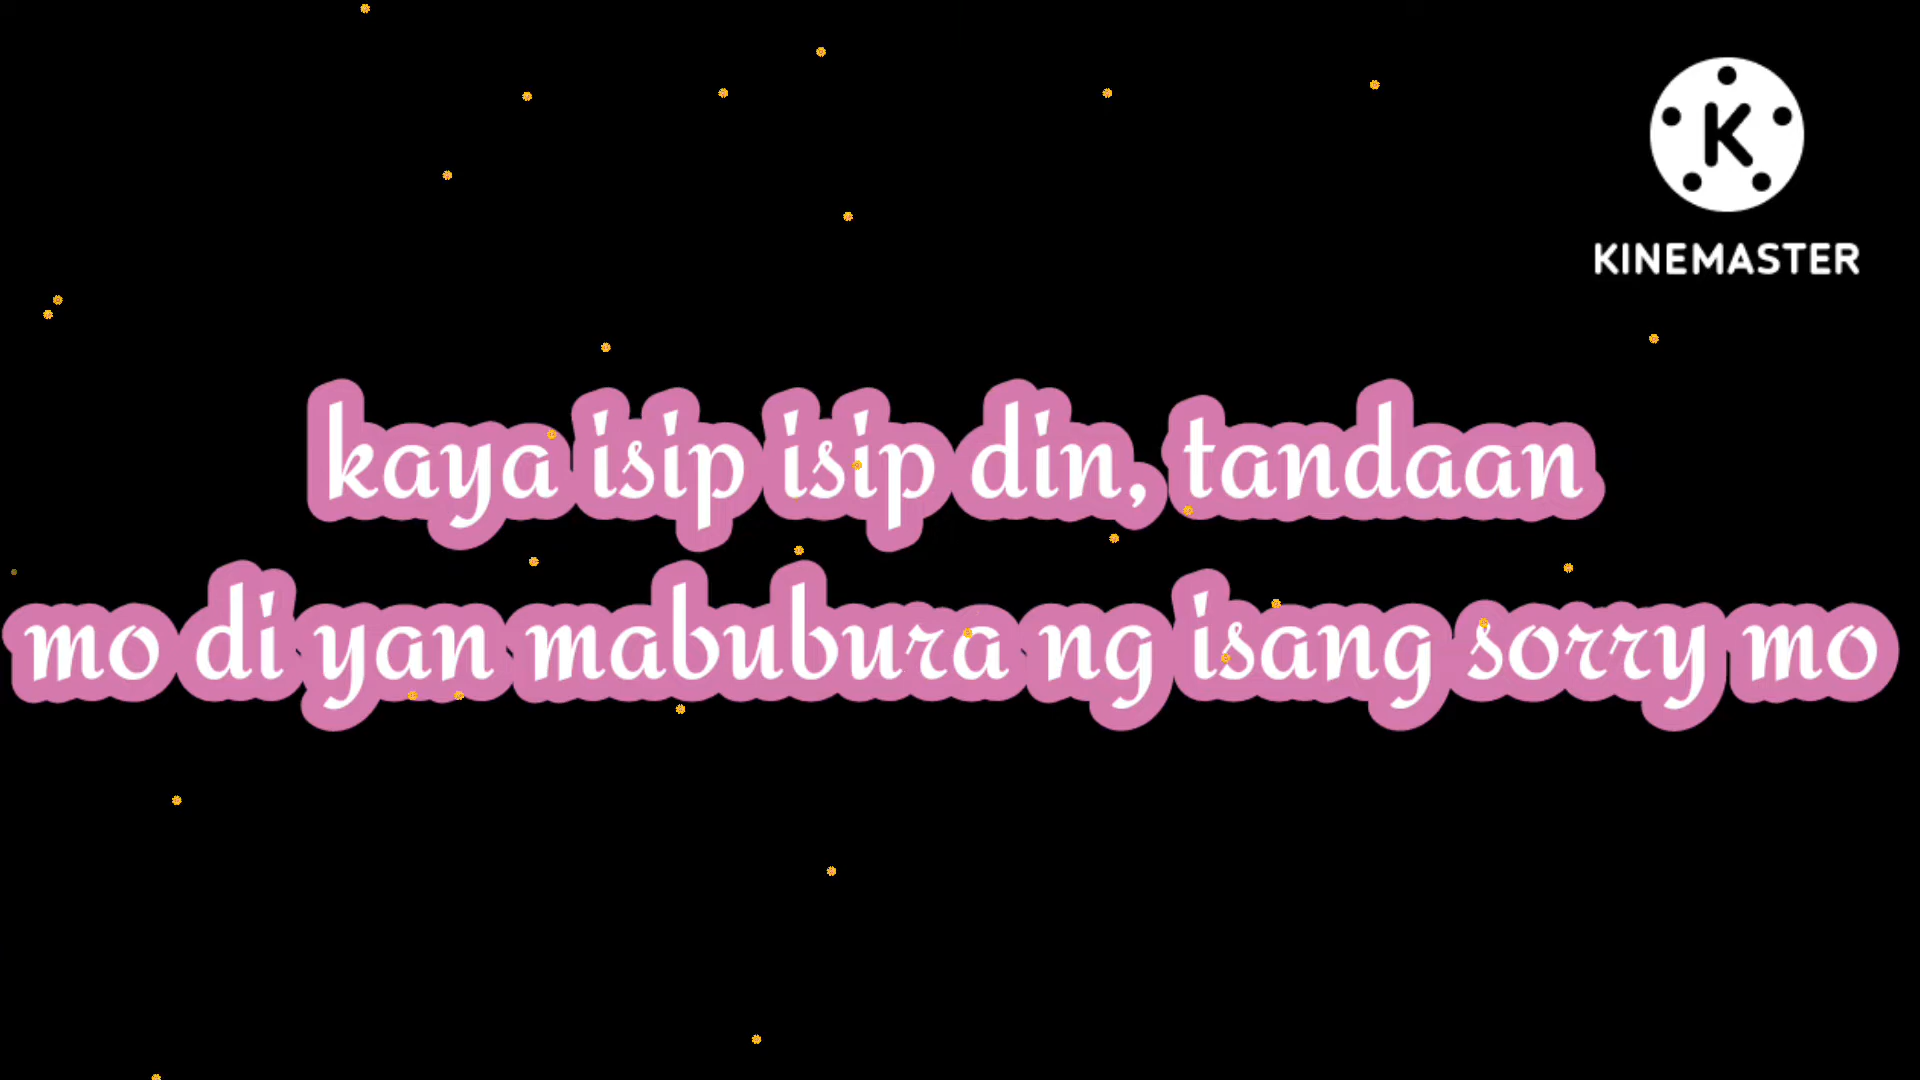 K
KINEMASTER
kaya isip isip din, tandaan
mo di yan mabubura ng isang sorry mo